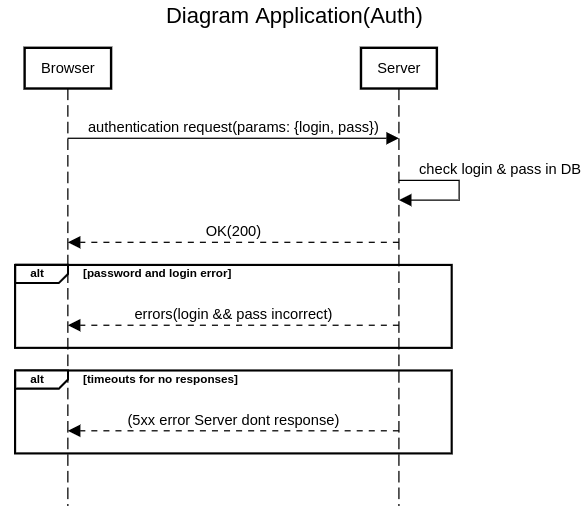 Diagram Application(Auth)
Browser
Server
authentication request(params: {login, pass})
check login & pass in DB
OK(200)
alt
[password and login error]
errors(login && pass incorrect)
alt
[timeouts for no responses]
(5xx error Server dont response)